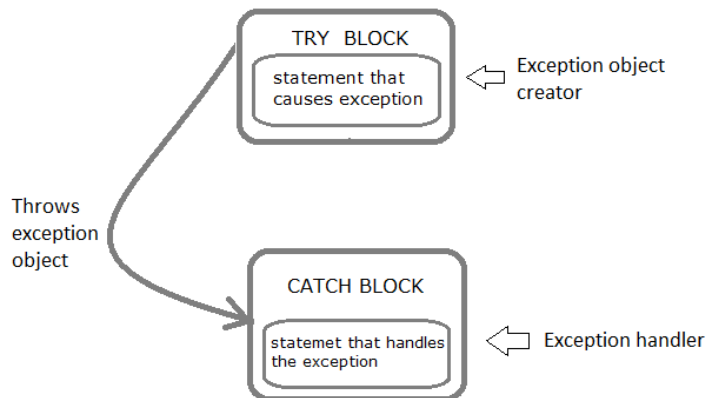 TRY BLOCK
statement that
causes exception
Exception object
creator
Throws
exception
object
CATCH BLOCK
statemet that handles
the exception
Exception handler